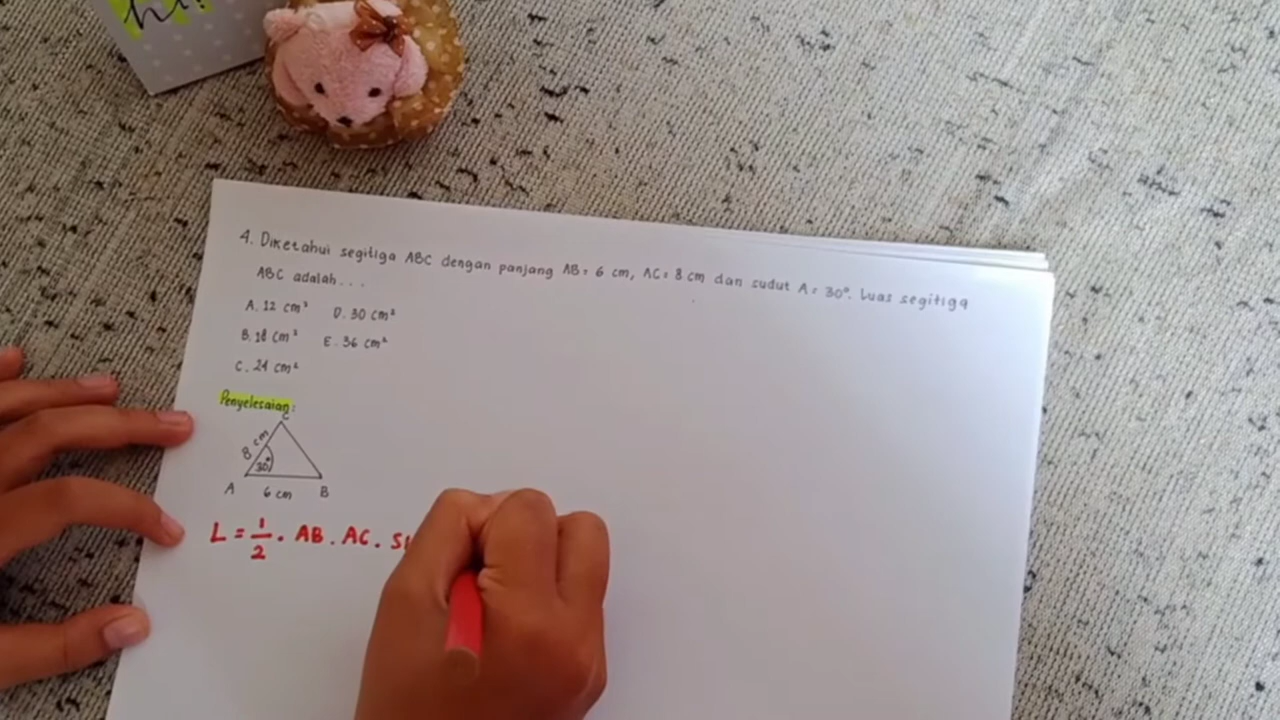 hi!
4. Diketahui segitiga ABC dengan panjang AB = 6 cm, AC = 8 cm dan sudut A = 30°. Luas segitiga
ABC adalah...
A. 12 cm² D. 30 cm²
B. 18 cm² E. 36 cm²
C. 24 cm²
Penyelesaian:
C
8 cm
30°
A 6 cm B
L = 1/2 . AB . AC . Si